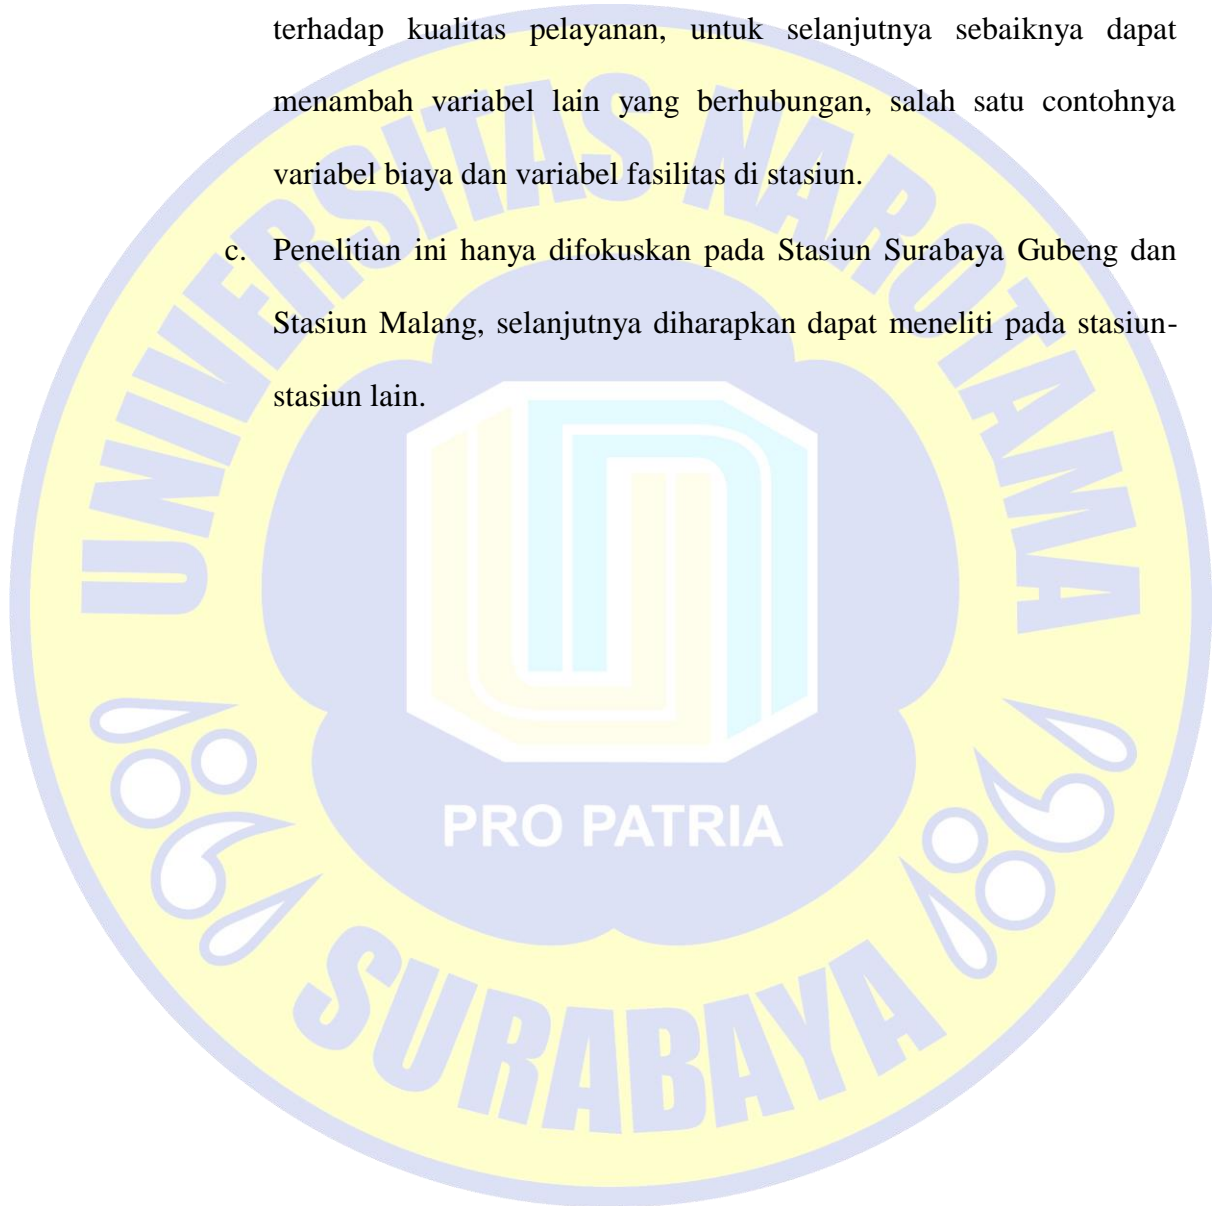 terhadap kualitas pelayanan, untuk selanjutnya sebaiknya dapat
menambah variabel lain yang berhubungan, salah satu contohnya
variabel biaya dan variabel fasilitas di stasiun.
c. Penelitian ini hanya difokuskan pada Stasiun Surabaya Gubeng dan
Stasiun Malang, selanjutnya diharapkan dapat meneliti pada stasiun-
stasiun lain.
UNIVERSITAS NAROTAMA
PRO PATRIA
SURABAYA